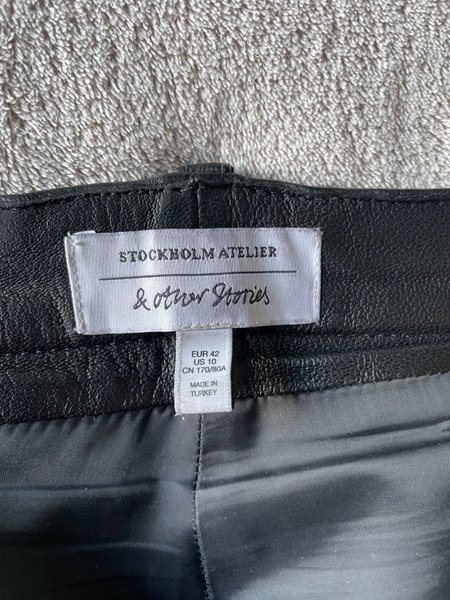 STOCKHOLM ATELIER
& other Stories
EUR 42
US 10
CN 170/80A
MADE IN
TURKEY